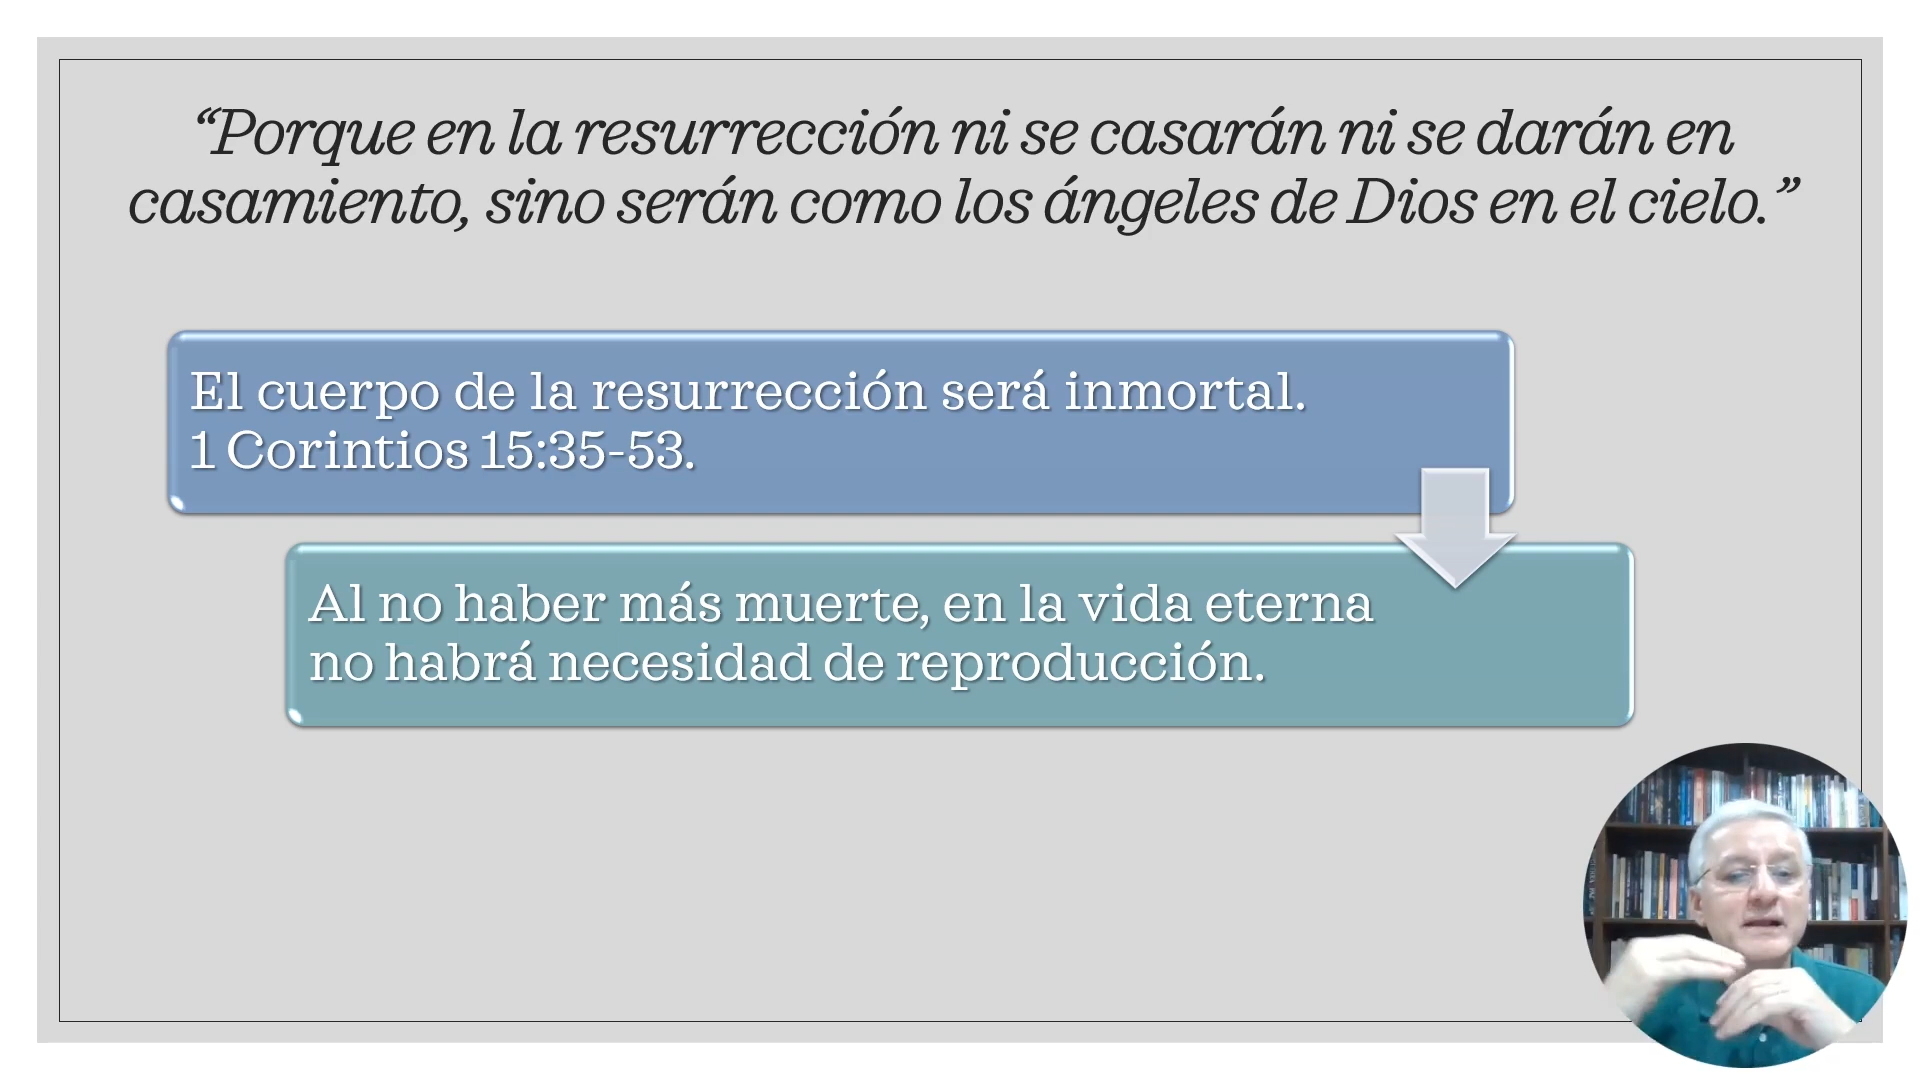 “Porque en la resurrección ni se casarán ni se darán en
casamiento, sino serán como los ángeles de Dios en el cielo.”
El cuerpo de la resurrección será inmortal.
1 Corintios 15:35-53.
Al no haber más muerte, en la vida eterna
no habrá necesidad de reproducción.